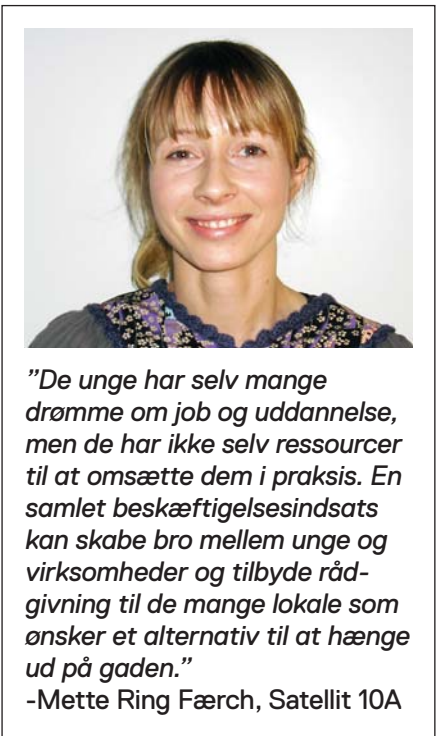 ”De unge har selv mange
drømme om job og uddannelse,
men de har ikke selv ressourcer
til at omsætte dem i praksis. En
samlet beskæftigelsesindsats
kan skabe bro mellem unge og
virksomheder og tilbyde råd-
givning til de mange lokale som
ønsker et alternativ til at hænge
ud på gaden.”
-Mette Ring Færch, Satellit 10A